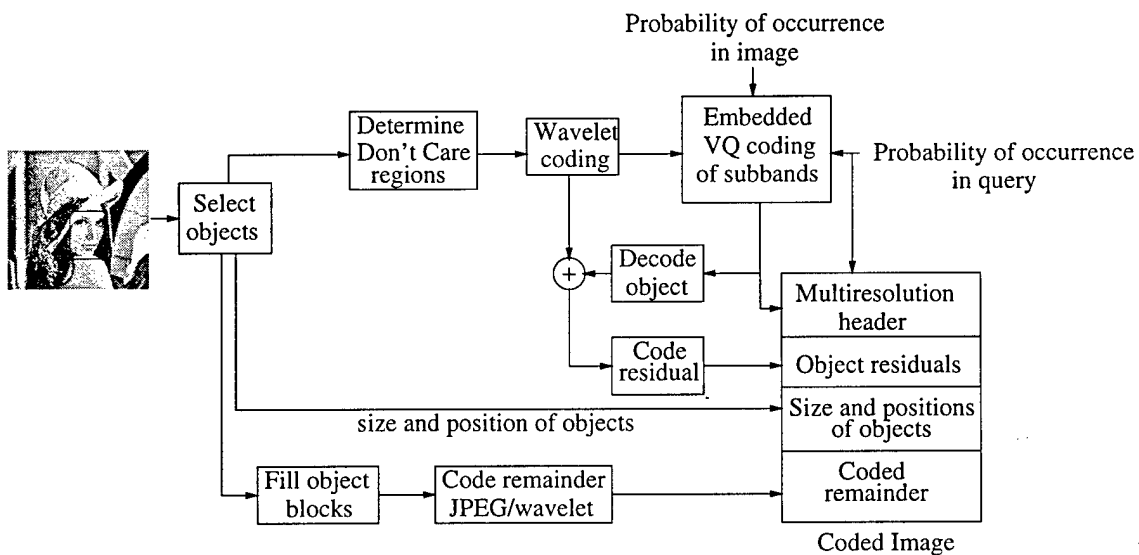 Probability of occurrence
in image
Determine
Don't Care
regions
Wavelet
coding
Embedded
VQ coding
of subbands
Probability of occurrence
in query
Select
objects
+
Decode
object
Multiresolution
header
Code
residual
Object residuals
size and position of objects
Size and positions
of objects
Fill object
blocks
Code remainder
JPEG/wavelet
Coded
remainder
Coded Image